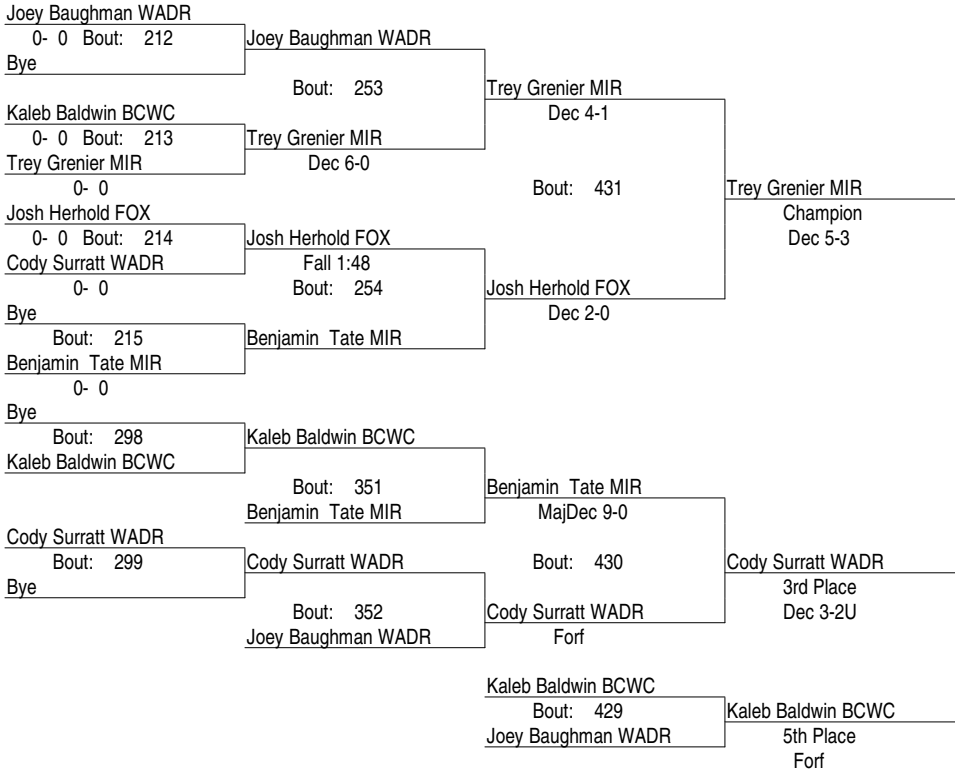 Joey Baughman WADR
0- 0 Bout: 212
Joey Baughman WADR
Bye
Bout: 253
Trey Grenier MIR
Dec 4-1
Kaleb Baldwin BCWC
0- 0 Bout: 213
Trey Grenier MIR
Trey Grenier MIR
Dec 6-0
0- 0
Bout: 431
Trey Grenier MIR
Champion
Dec 5-3
Josh Herhold FOX
0- 0 Bout: 214
Josh Herhold FOX
Cody Surratt WADR
Fall 1:48
0- 0
Bout: 254
Josh Herhold FOX
Dec 2-0
Bye
Bout: 215
Benjamin Tate MIR
Benjamin Tate MIR
0- 0
Bye
Bout: 298
Kaleb Baldwin BCWC
Kaleb Baldwin BCWC
Bout: 351
Benjamin Tate MIR
Benjamin Tate MIR
MajDec 9-0
Cody Surratt WADR
Bout: 299
Cody Surratt WADR
Bout: 430
Cody Surratt WADR
Bye
3rd Place
Bout: 352
Cody Surratt WADR
Dec 3-2U
Joey Baughman WADR
Forf
Kaleb Baldwin BCWC
Bout: 429
Kaleb Baldwin BCWC
Joey Baughman WADR
5th Place
Forf